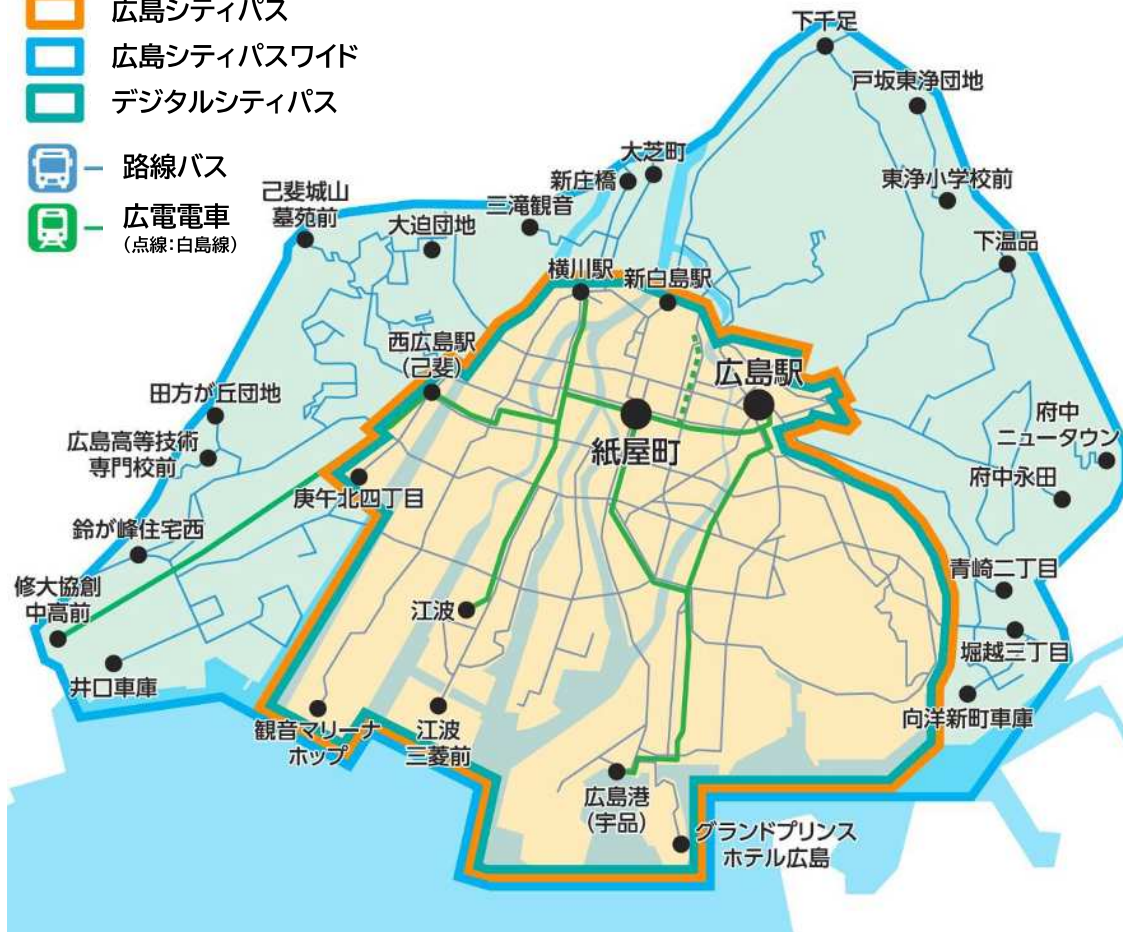 広島シティパス
広島シティパスワイド
デジタルシティパス
路線バス
広電電車
（点線：白島線）
下千足
戸坂東浄団地
大芝町
新庄橋
東浄小学校前
己斐城山
墓苑前
三滝観音
大迫団地
下温品
横川駅
新白島駅
西広島駅
（己斐）
広島駅
田方が丘団地
府中
ニュータウン
広島高等技術
専門校前
紙屋町
府中永田
庚午北四丁目
鈴が峰住宅西
青崎二丁目
修大協創
中高前
江波
堀越三丁目
井口車庫
向洋新町車庫
観音マリーナ
ホップ
江波
三菱前
広島港
（宇品）
グランドプリンス
ホテル広島